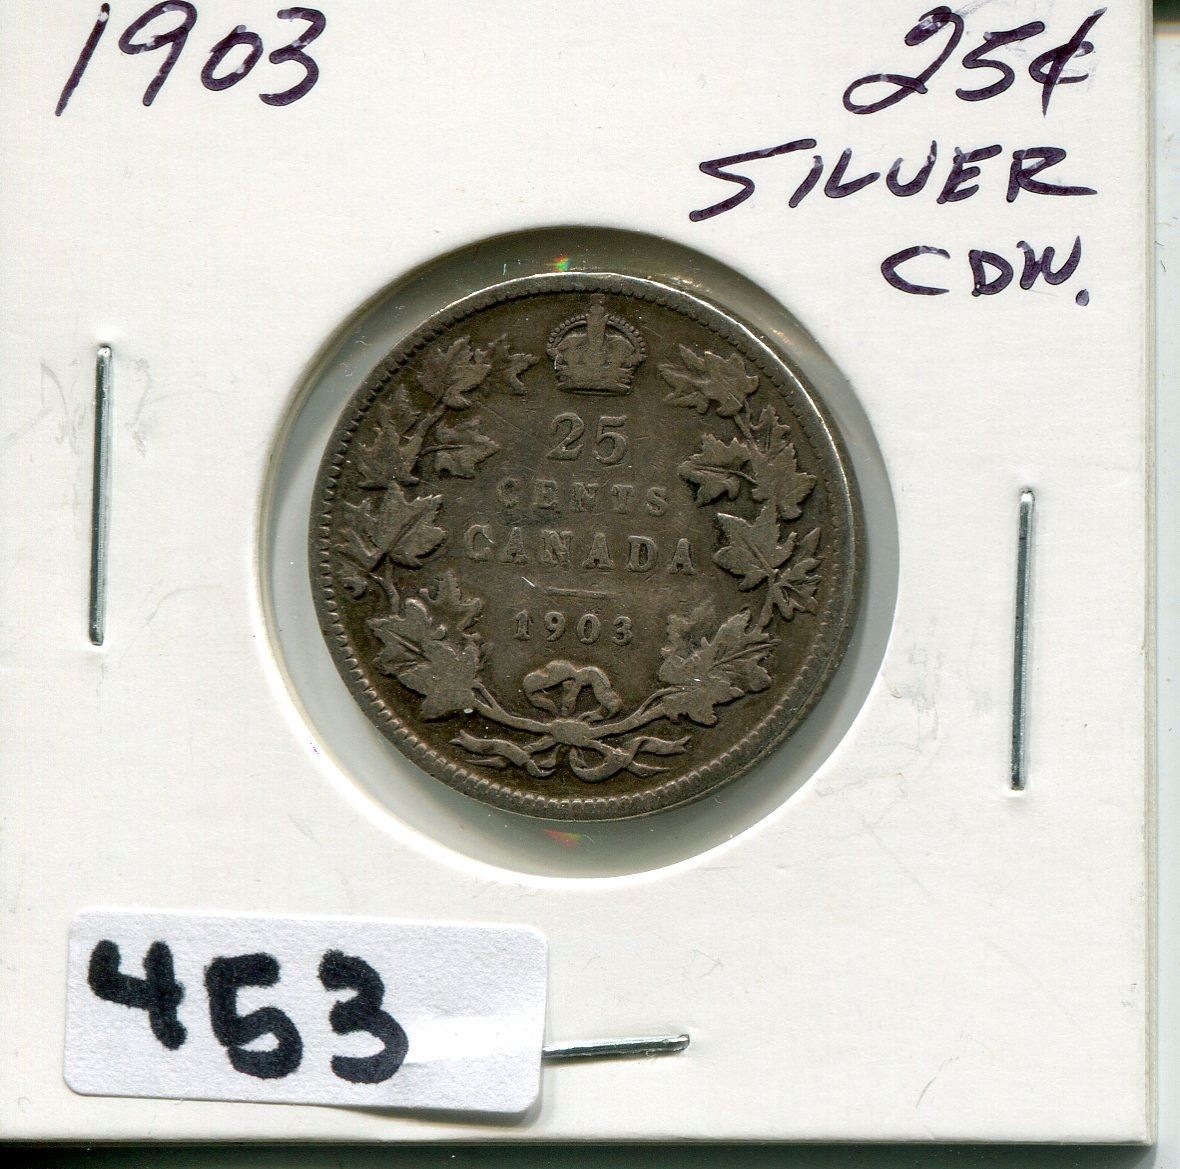 1903
25¢
SILVER
CDN.
25
CENTS
CANADA
1903
453